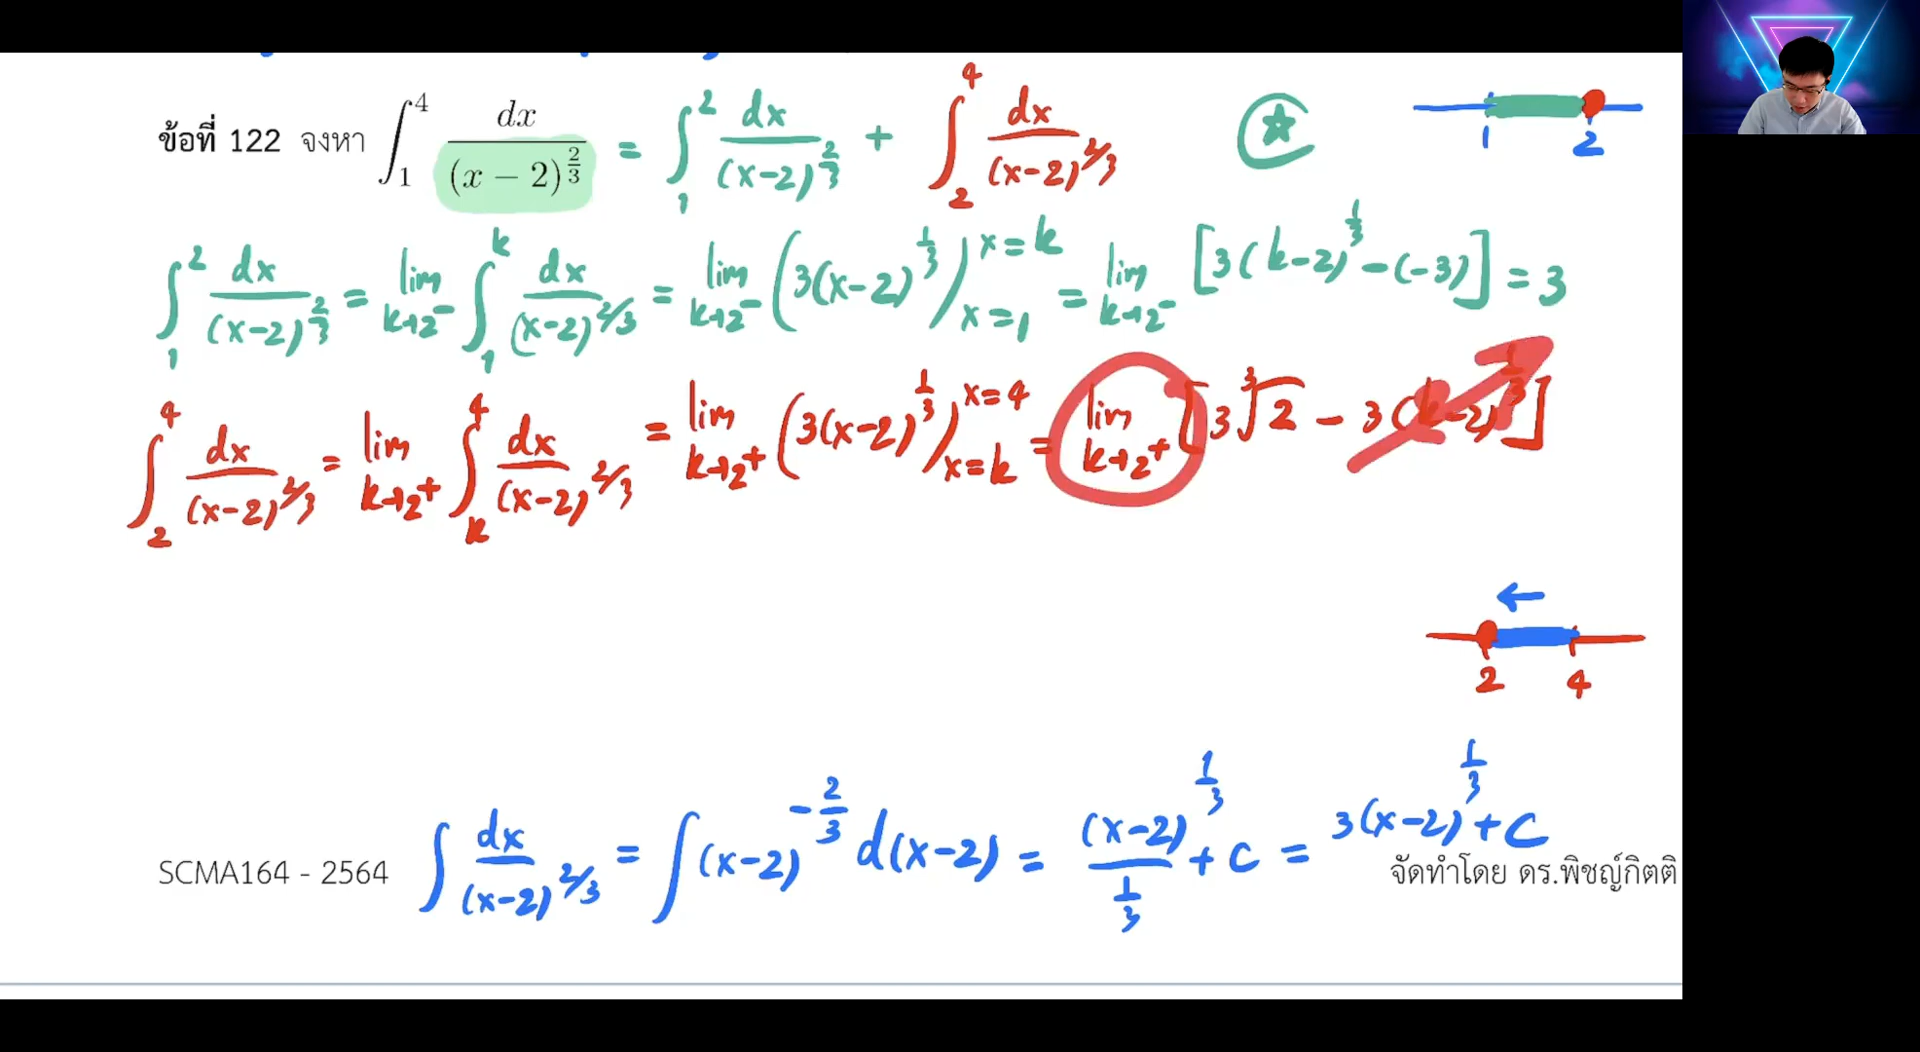 ข้อที่ 122 จงหา ∫₁⁴ dx/(x − 2)^(2/3) = ∫₁² dx/(x-2)^(2/3) + ∫₂⁴ dx/(x-2)^(2/3) ☆
1 2
∫₁² dx/(x-2)^(2/3) = lim k→2⁻ ∫₁ᵏ dx/(x-2)^(2/3) = lim k→2⁻ (3(x-2)^(1/3)) x=k x=1 = lim k→2⁻ [3(k-2)^(1/3) - (-3)] = 3
∫₂⁴ dx/(x-2)^(2/3) = lim k→2⁺ ∫ₖ⁴ dx/(x-2)^(2/3) = lim k→2⁺ (3(x-2)^(1/3)) x=4 x=k = lim k→2⁺ [3∛2 - 3(k-2)^(1/3)]
←
2 4
∫ dx/(x-2)^(2/3) = ∫(x-2)^(-2/3) d(x-2) = (x-2)^(1/3)/(1/3) + C = 3(x-2)^(1/3) + C
SCMA164 - 2564
จัดทำโดย ดร.พิชญ์กิตติ